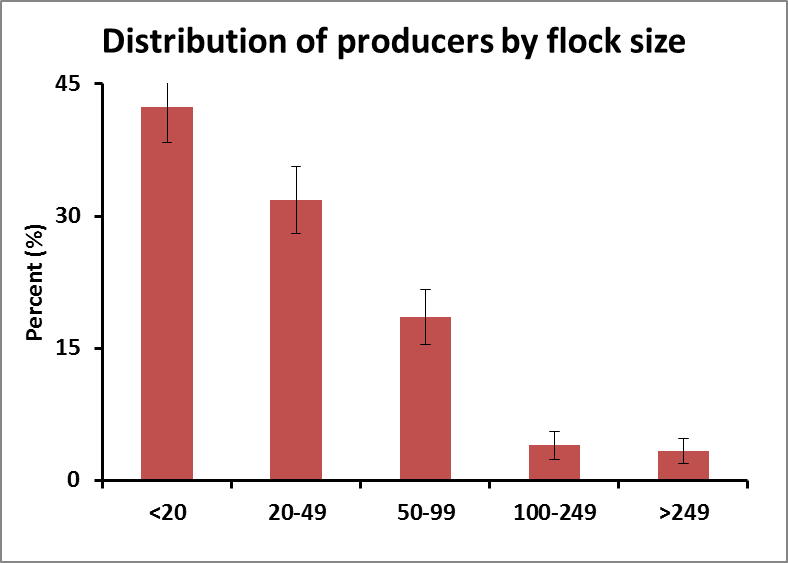 Distribution of producers by flock size
45
30
15
0
Percent (%)
<20 20-49 50-99 100-249 >249